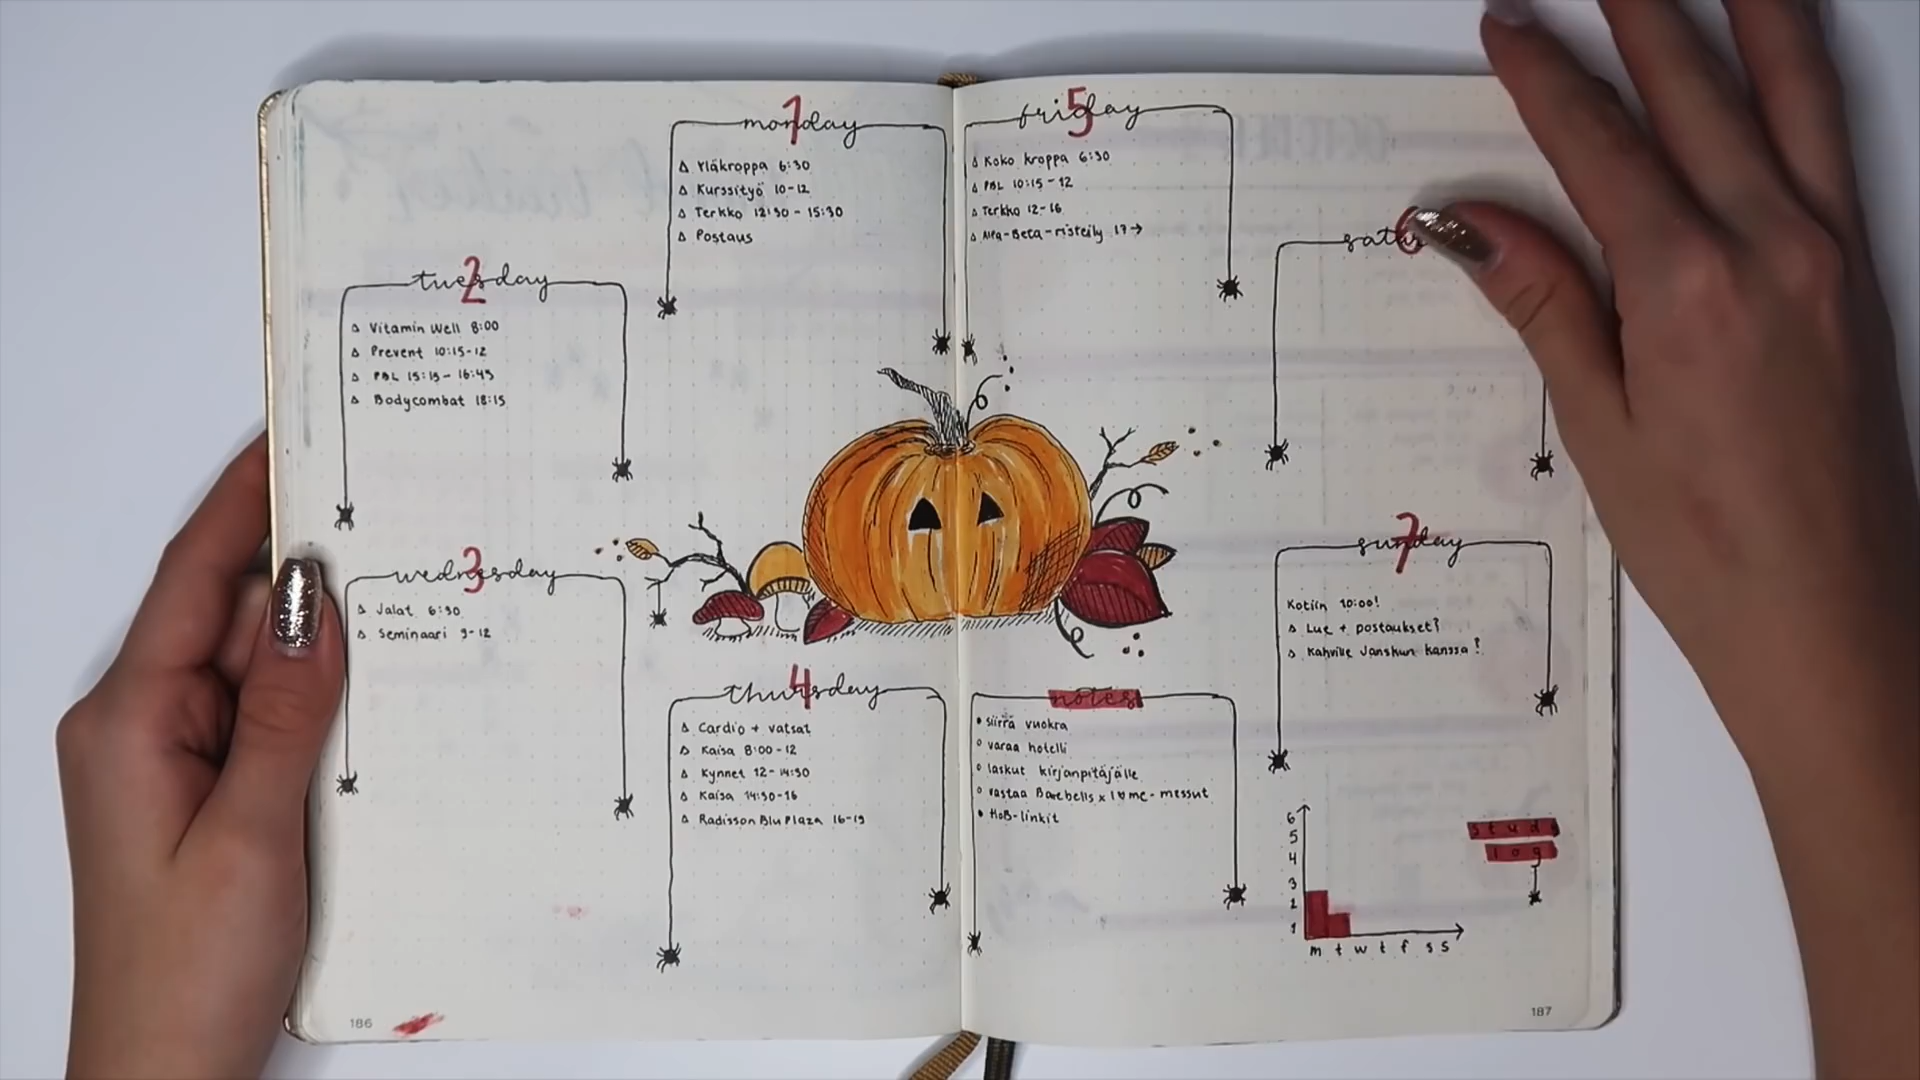 1
monday
Yläkroppa 6:30
Kurssityö 10-12
Terkko 12:30 - 15:30
Postaus
2
tuesday
Vitamin Well 8:00
Prevent 10:15-12
PBL 15:15 - 16:45
Bodycombat 18:15
3
wednesday
Jalat 6:30
Seminaari 9-12
4
thursday
Cardio + vatsat
Kaisa 8:00-12
Kynnet 12-14:30
Kaisa 14:30-16
Radisson Blu Plaza 16-19
5
friday
Koko kroppa 6:30
PBL 10:15 - 12
Terkko 12-16
Alfa-Beta-risteily 17→
6
satur
7
sunday
Kotiin 10:00!
Lue + postaukset?
Kahville Janskun kanssa?
notes
siirrä vuokra
varaa hotelli
laskut kirjanpitäjälle
vastaa Barebells x I ♥ me - messut
HoB-linkit
study
log
6
5
4
3
2
1
m t w t f s s
186
187